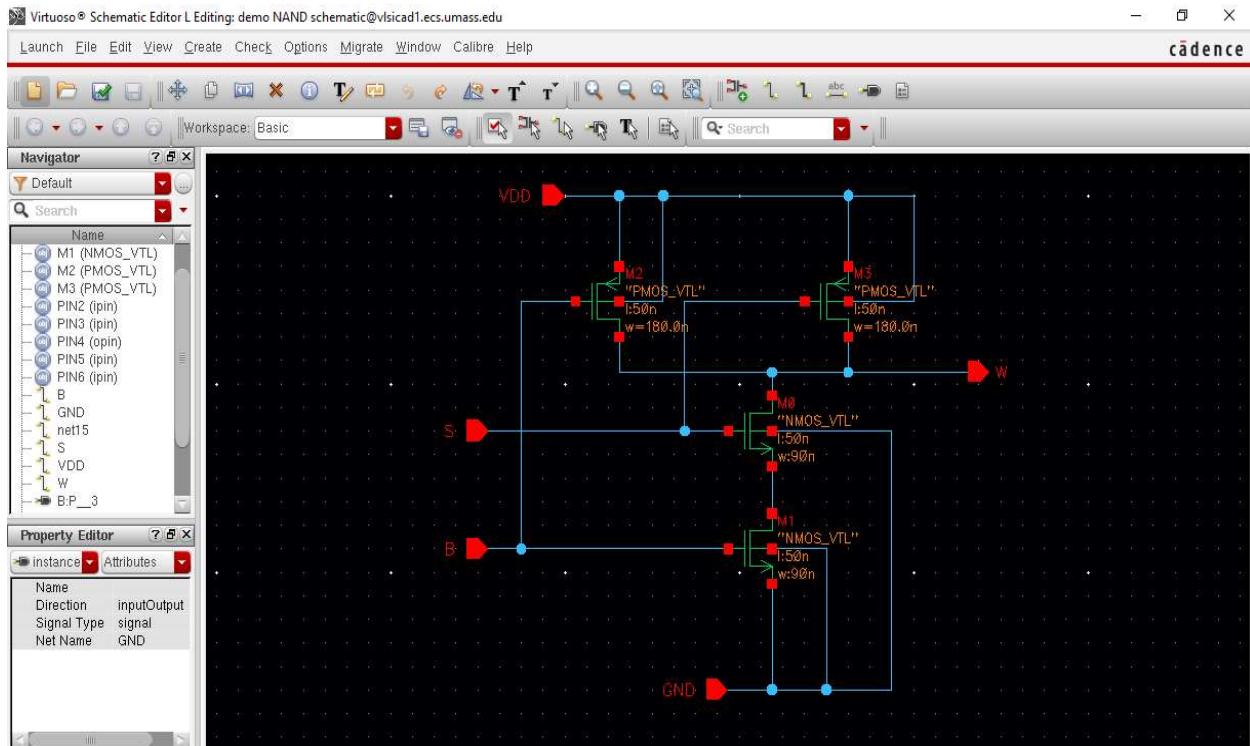 Virtuoso® Schematic Editor L Editing: demo NAND schematic@vlsicad1.ecs.umass.edu
Launch File Edit View Create Check Options Migrate Window Calibre Help
cādence
Workspace: Basic
Search
Navigator
Default
Search
Name
M1 (NMOS_VTL)
M2 (PMOS_VTL)
M3 (PMOS_VTL)
PIN2 (ipin)
PIN3 (ipin)
PIN4 (opin)
PIN5 (ipin)
PIN6 (ipin)
B
GND
net15
S
VDD
W
B:P__3
Property Editor
instance Attributes
Name
Direction inputOutput
Signal Type signal
Net Name GND
VDD
M2
"PMOS_VTL"
l:50n
w=180.0n
M3
"PMOS_VTL"
l:50n
w=180.0n
W
S
M0
"NMOS_VTL"
l:50n
w:90n
B
M1
"NMOS_VTL"
l:50n
w:90n
GND